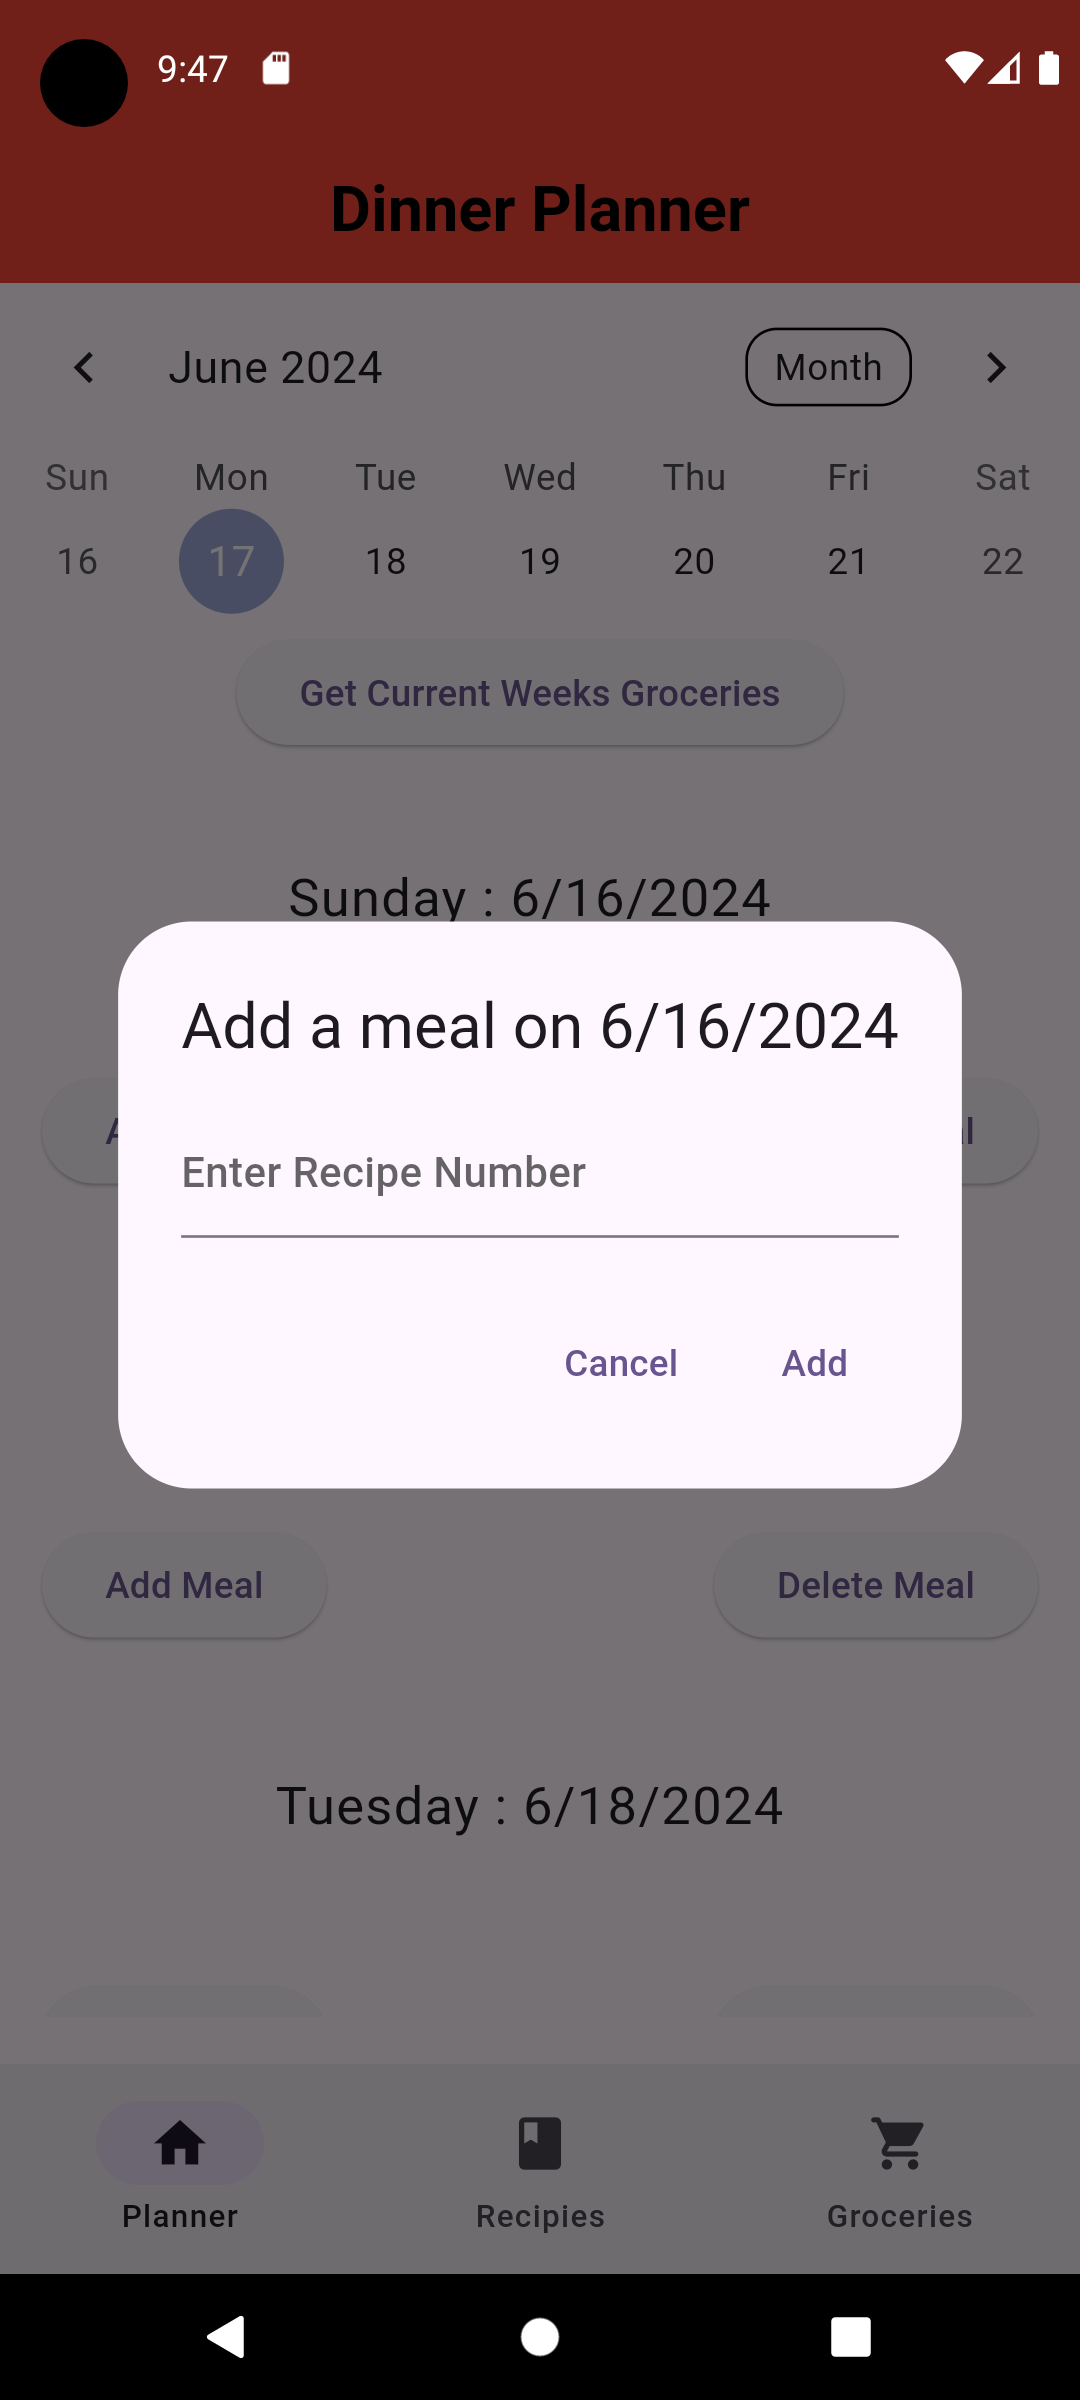 9:47
Dinner Planner
June 2024 Month
Sun Mon Tue Wed Thu Fri Sat
16 17 18 19 20 21 22
Get Current Weeks Groceries
Sunday : 6/16/2024
Add a meal on 6/16/2024
Enter Recipe Number
Cancel Add
Add Meal Delete Meal
Tuesday : 6/18/2024
Planner Recipies Groceries